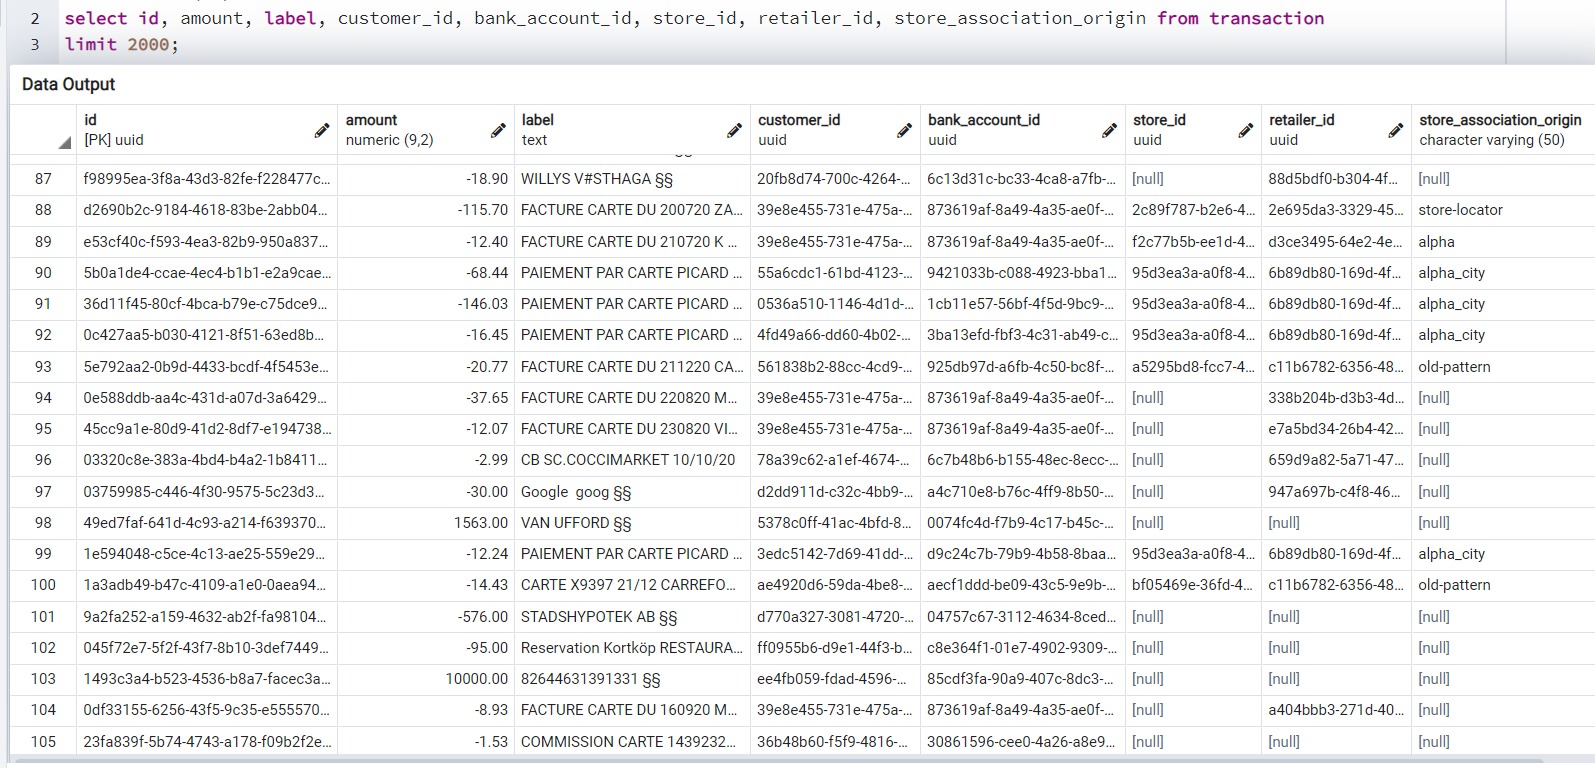 2 select id, amount, label, customer_id, bank_account_id, store_id, retailer_id, store_association_origin from transaction
3 limit 2000;
Data Output
id amount label customer_id bank_account_id store_id retailer_id store_association_origin
[PK] uuid numeric (9,2) text uuid uuid uuid uuid character varying (50)
87 f98995ea-3f8a-43d3-82fe-f228477c... -18.90 WILLYS V#STHAGA §§ 20fb8d74-700c-4264-... 6c13d31c-bc33-4ca8-a7fb-... [null] 88d5bdf0-b304-4f... [null]
88 d2690b2c-9184-4618-83be-2abb04... -115.70 FACTURE CARTE DU 200720 ZA... 39e8e455-731e-475a-... 873619af-8a49-4a35-ae0f-... 2c89f787-b2e6-4... 2e695da3-3329-45... store-locator
89 e53cf40c-f593-4ea3-82b9-950a837... -12.40 FACTURE CARTE DU 210720 K ... 39e8e455-731e-475a-... 873619af-8a49-4a35-ae0f-... f2c77b5b-ee1d-4... d3ce3495-64e2-4e... alpha
90 5b0a1de4-ccae-4ec4-b1b1-e2a9cae... -68.44 PAIEMENT PAR CARTE PICARD ... 55a6cdc1-61bd-4123-... 9421033b-c088-4923-bba1... 95d3ea3a-a0f8-4... 6b89db80-169d-4f... alpha_city
91 36d11f45-80cf-4bca-b79e-c75dce9... -146.03 PAIEMENT PAR CARTE PICARD ... 0536a510-1146-4d1d-... 1cb11e57-56bf-4f5d-9bc9-... 95d3ea3a-a0f8-4... 6b89db80-169d-4f... alpha_city
92 0c427aa5-b030-4121-8f51-63ed8b... -16.45 PAIEMENT PAR CARTE PICARD ... 4fd49a66-dd60-4b02-... 3ba13efd-fbf3-4c31-ab49-c... 95d3ea3a-a0f8-4... 6b89db80-169d-4f... alpha_city
93 5e792aa2-0b9d-4433-bcdf-4f5453e... -20.77 FACTURE CARTE DU 211220 CA... 561838b2-88cc-4cd9-... 925db97d-a6fb-4c50-bc8f-... a5295bd8-fcc7-4... c11b6782-6356-48... old-pattern
94 0e588ddb-aa4c-431d-a07d-3a6429... -37.65 FACTURE CARTE DU 220820 M... 39e8e455-731e-475a-... 873619af-8a49-4a35-ae0f-... [null] 338b204b-d3b3-4d... [null]
95 45cc9a1e-80d9-41d2-8df7-e194738... -12.07 FACTURE CARTE DU 230820 VI... 39e8e455-731e-475a-... 873619af-8a49-4a35-ae0f-... [null] e7a5bd34-26b4-42... [null]
96 03320c8e-383a-4bd4-b4a2-1b8411... -2.99 CB SC.COCCIMARKET 10/10/20 78a39c62-a1ef-4674-... 6c7b48b6-b155-48ec-8ecc-... [null] 659d9a82-5a71-47... [null]
97 03759985-c446-4f30-9575-5c23d3... -30.00 Google  goog §§ d2dd911d-c32c-4bb9-... a4c710e8-b76c-4ff9-8b50-... [null] 947a697b-c4f8-46... [null]
98 49ed7faf-641d-4c93-a214-f639370... 1563.00 VAN UFFORD §§ 5378c0ff-41ac-4bfd-8... 0074fc4d-f7b9-4c17-b45c-... [null] [null] [null]
99 1e594048-c5ce-4c13-ae25-559e29... -12.24 PAIEMENT PAR CARTE PICARD ... 3edc5142-7d69-41dd-... d9c24c7b-79b9-4b58-8baa... 95d3ea3a-a0f8-4... 6b89db80-169d-4f... alpha_city
100 1a3adb49-b47c-4109-a1e0-0aea94... -14.43 CARTE X9397 21/12 CARREFO... ae4920d6-59da-4be8-... aecf1ddd-be09-43c5-9e9b-... bf05469e-36fd-4... c11b6782-6356-48... old-pattern
101 9a2fa252-a159-4632-ab2f-fa98104... -576.00 STADSHYPOTEK AB §§ d770a327-3081-4720-... 04757c67-3112-4634-8ced... [null] [null] [null]
102 045f72e7-5f2f-43f7-8b10-3def7449... -95.00 Reservation Kortköp RESTAURA... ff0955b6-d9e1-44f3-b... c8e364f1-01e7-4902-9309-... [null] [null] [null]
103 1493c3a4-b523-4536-b8a7-facec3a... 10000.00 82644631391331 §§ ee4fb059-fdad-4596-... 85cdf3fa-90a9-407c-8dc3-... [null] [null] [null]
104 0df33155-6256-43f5-9c35-e555570... -8.93 FACTURE CARTE DU 160920 M... 39e8e455-731e-475a-... 873619af-8a49-4a35-ae0f-... [null] a404bbb3-271d-40... [null]
105 23fa839f-5b74-4743-a178-f09b2f2e... -1.53 COMMISSION CARTE 1439232... 36b48b60-f5f9-4816-... 30861596-cee0-4a26-a8e9... [null] [null] [null]